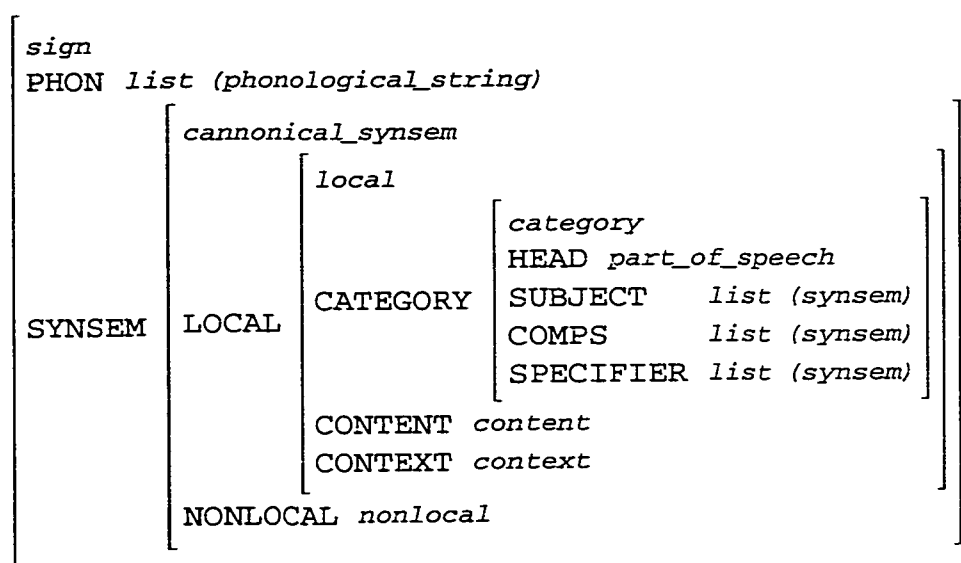 sign
PHON list (phonological_string)
cannonical_synsem
local
category
HEAD part_of_speech
CATEGORY SUBJECT list (synsem)
SYNSEM LOCAL COMPS list (synsem)
SPECIFIER list (synsem)
CONTENT content
CONTEXT context
NONLOCAL nonlocal